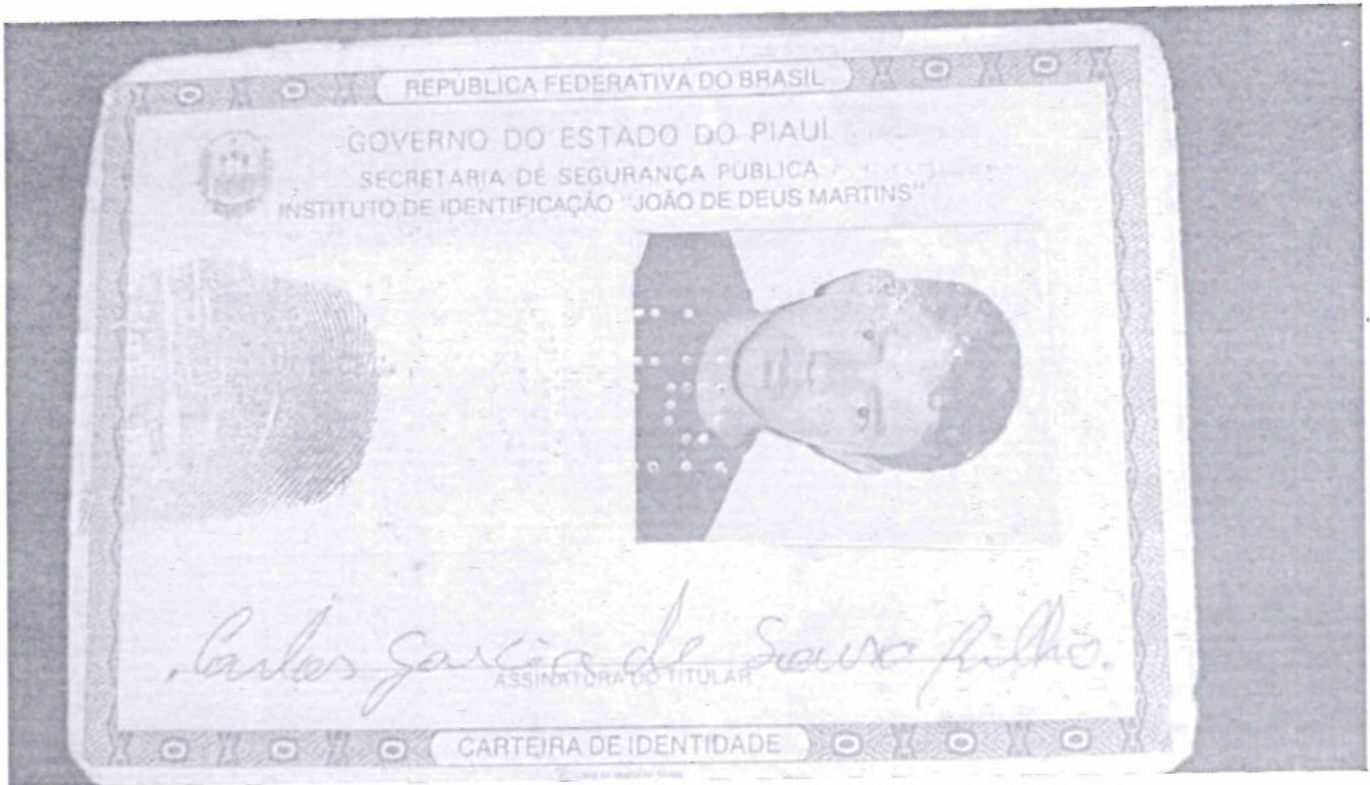 REPÚBLICA FEDERATIVA DO BRASIL
GOVERNO DO ESTADO DO PIAUÍ
SECRETARIA DE SEGURANÇA PÚBLICA
INSTITUTO DE IDENTIFICAÇÃO "JOÃO DE DEUS MARTINS"
Carlos Garcia de Sousa Filho.
ASSINATURA DO TITULAR
CARTEIRA DE IDENTIDADE